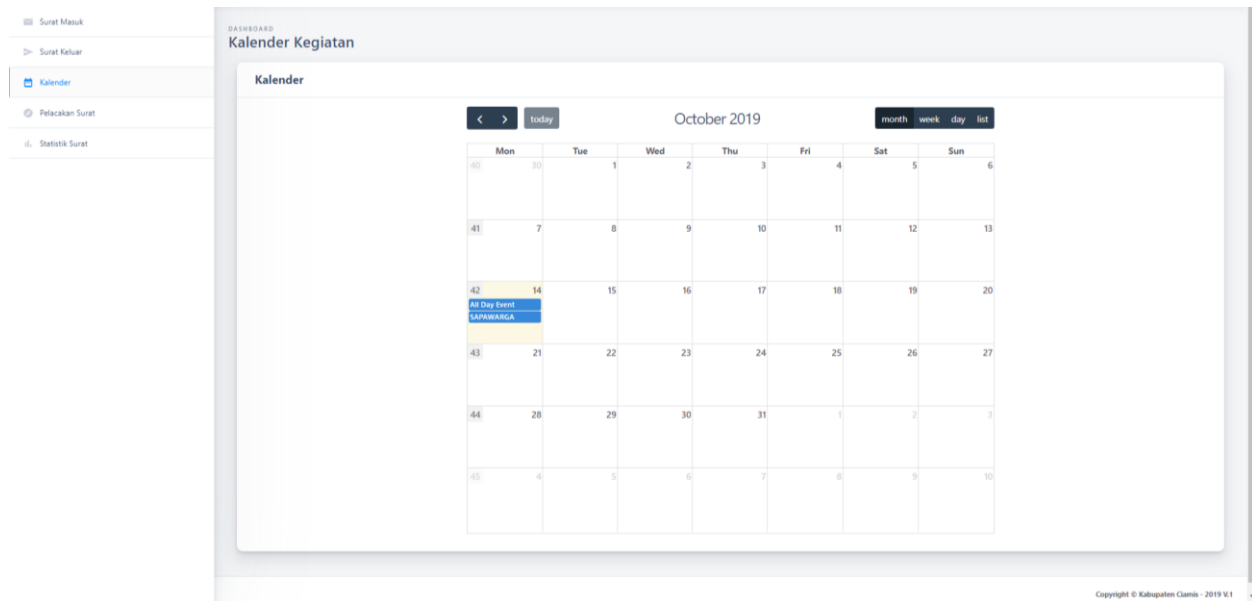 Surat Masuk
Surat Keluar
Kalender
Pelacakan Surat
Statistik Surat
DASHBOARD
Kalender Kegiatan
Kalender
today
October 2019
month week day list
Mon Tue Wed Thu Fri Sat Sun
40 30 1 2 3 4 5 6
41 7 8 9 10 11 12 13
42 14 15 16 17 18 19 20
All Day Event
SAPAWARGA
43 21 22 23 24 25 26 27
44 28 29 30 31 1 2 3
45 4 5 6 7 8 9 10
Copyright © Kabupaten Ciamis - 2019 V.1